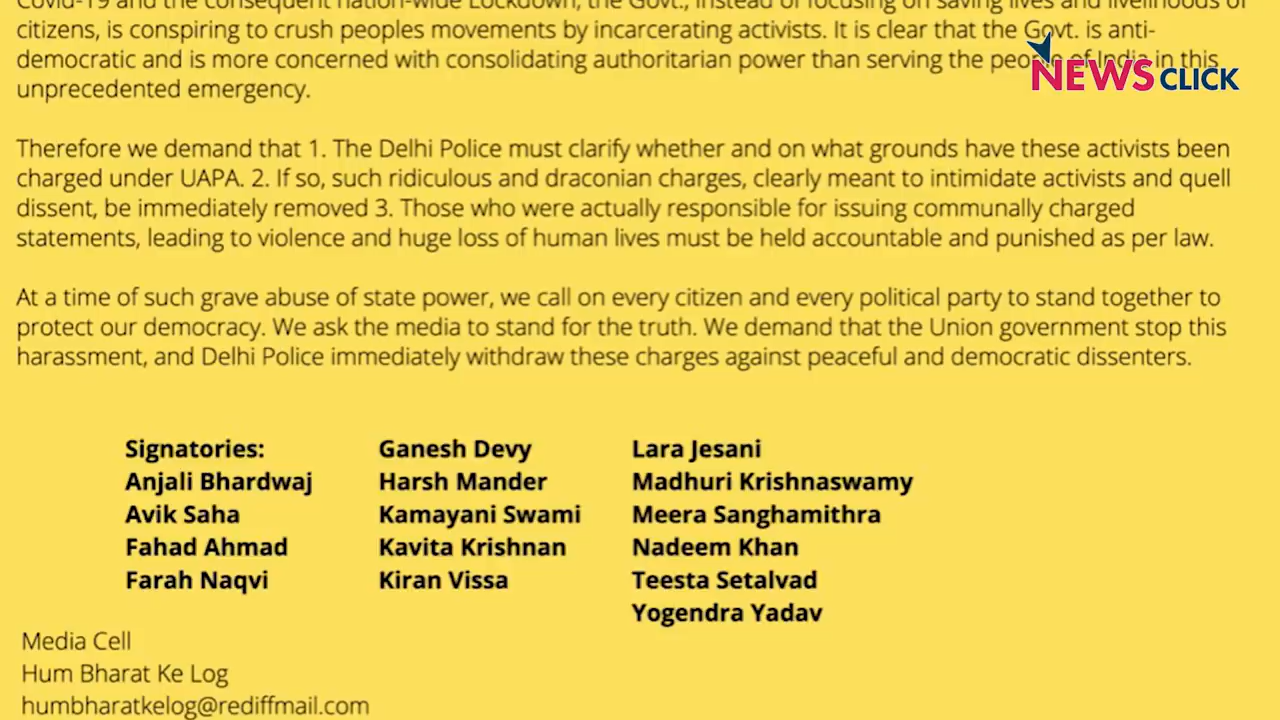 Covid-19 and the consequent nation-wide Lockdown, the Govt., instead of focusing on saving lives and livelihoods of
citizens, is conspiring to crush peoples movements by incarcerating activists. It is clear that the Govt. is anti-
democratic and is more concerned with consolidating authoritarian power than serving the people of India in this
unprecedented emergency.
NEWSCLICK
Therefore we demand that 1. The Delhi Police must clarify whether and on what grounds have these activists been
charged under UAPA. 2. If so, such ridiculous and draconian charges, clearly meant to intimidate activists and quell
dissent, be immediately removed 3. Those who were actually responsible for issuing communally charged
statements, leading to violence and huge loss of human lives must be held accountable and punished as per law.
At a time of such grave abuse of state power, we call on every citizen and every political party to stand together to
protect our democracy. We ask the media to stand for the truth. We demand that the Union government stop this
harassment, and Delhi Police immediately withdraw these charges against peaceful and democratic dissenters.
Signatories:
Anjali Bhardwaj
Avik Saha
Fahad Ahmad
Farah Naqvi
Ganesh Devy
Harsh Mander
Kamayani Swami
Kavita Krishnan
Kiran Vissa
Lara Jesani
Madhuri Krishnaswamy
Meera Sanghamithra
Nadeem Khan
Teesta Setalvad
Yogendra Yadav
Media Cell
Hum Bharat Ke Log
humbharatkelog@rediffmail.com